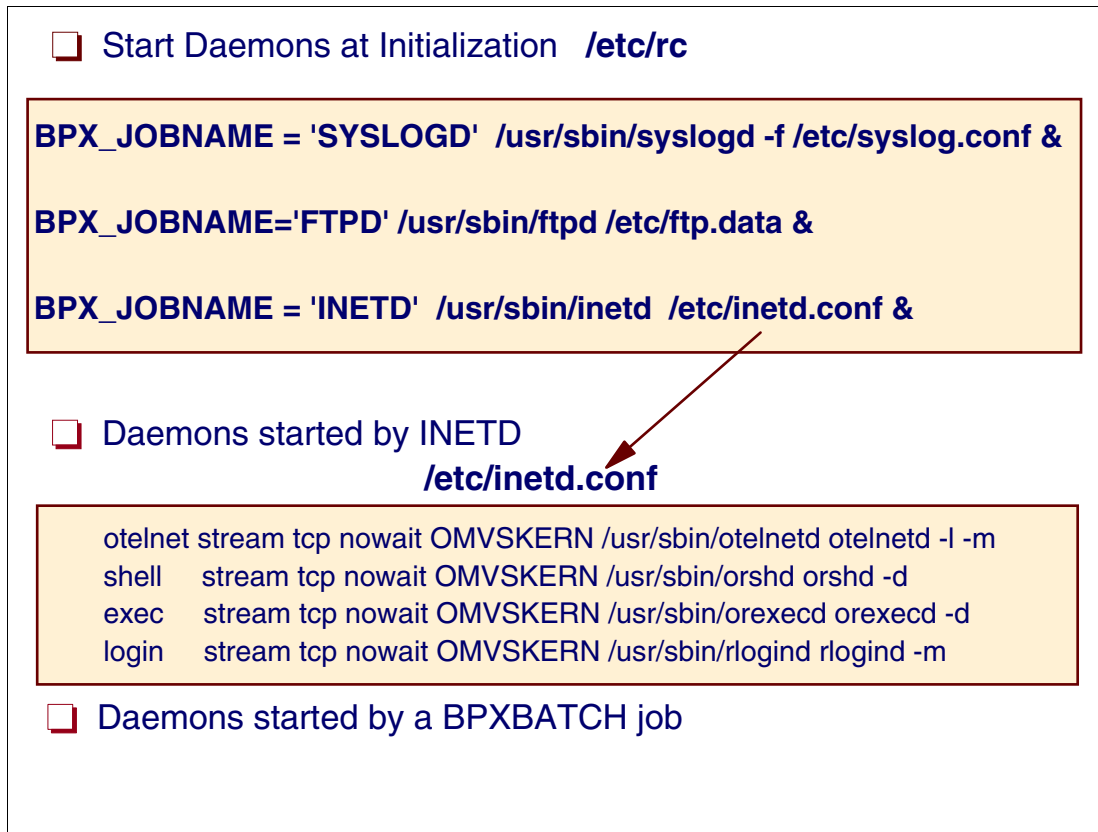 Start Daemons at Initialization /etc/rc
BPX_JOBNAME = 'SYSLOGD' /usr/sbin/syslogd -f /etc/syslog.conf &
BPX_JOBNAME='FTPD' /usr/sbin/ftpd /etc/ftp.data &
BPX_JOBNAME = 'INETD' /usr/sbin/inetd /etc/inetd.conf &
Daemons started by INETD
/etc/inetd.conf
otelnet stream tcp nowait OMVSKERN /usr/sbin/otelnetd otelnetd -l -m
shell stream tcp nowait OMVSKERN /usr/sbin/orshd orshd -d
exec stream tcp nowait OMVSKERN /usr/sbin/orexecd orexecd -d
login stream tcp nowait OMVSKERN /usr/sbin/rlogind rlogind -m
Daemons started by a BPXBATCH job